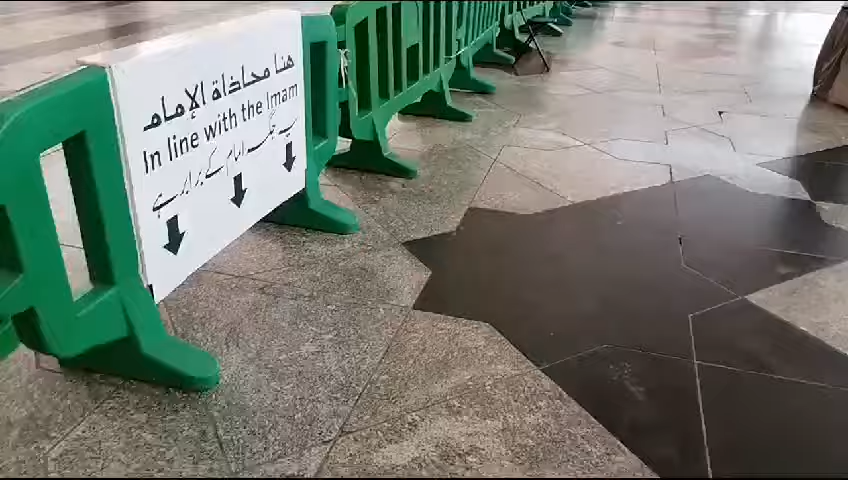 هنا محاذاة الإمام
In line with the Imam
یہ جگہ امام کے برابر ہے